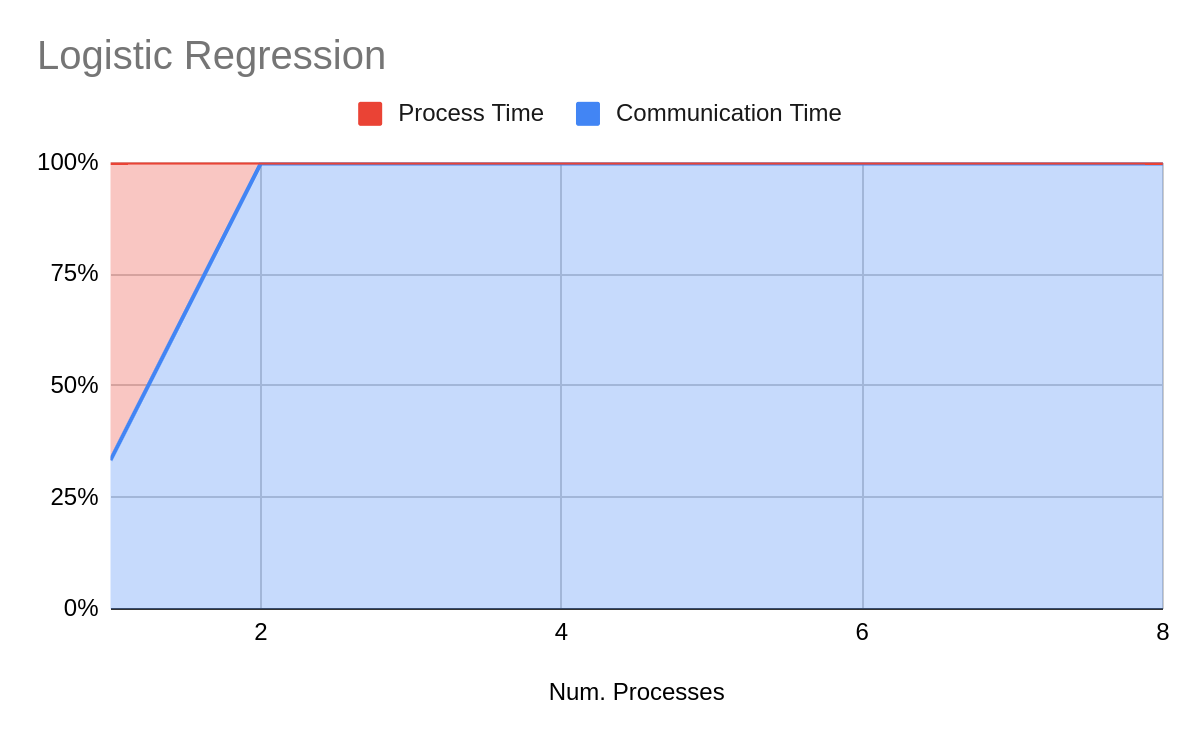 Logistic Regression
Process Time Communication Time
100%
75%
50%
25%
0%
2 4 6 8
Num. Processes